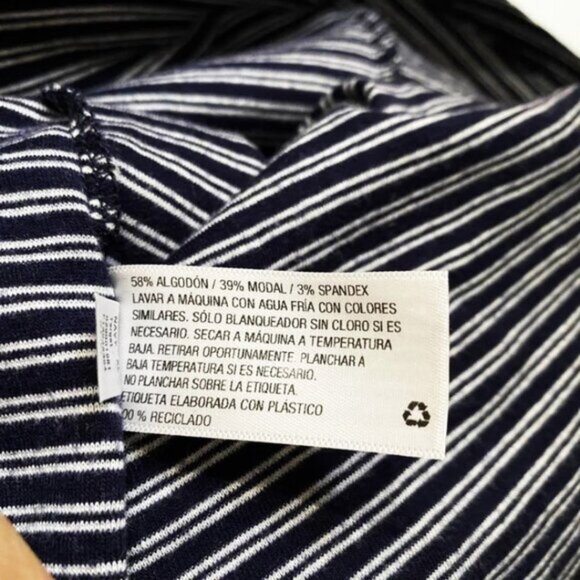 58% ALGODÓN / 39% MODAL / 3% SPANDEX
LAVAR A MÁQUINA CON AGUA FRÍA CON COLORES
SIMILARES. SÓLO BLANQUEADOR SIN CLORO SI ES
NECESARIO. SECAR A MÁQUINA A TEMPERATURA
BAJA. RETIRAR OPORTUNAMENTE. PLANCHAR A
BAJA TEMPERATURA SI ES NECESARIO.
NO PLANCHAR SOBRE LA ETIQUETA.
ETIQUETA ELABORADA CON PLÁSTICO
00 % RECICLADO
NAVY